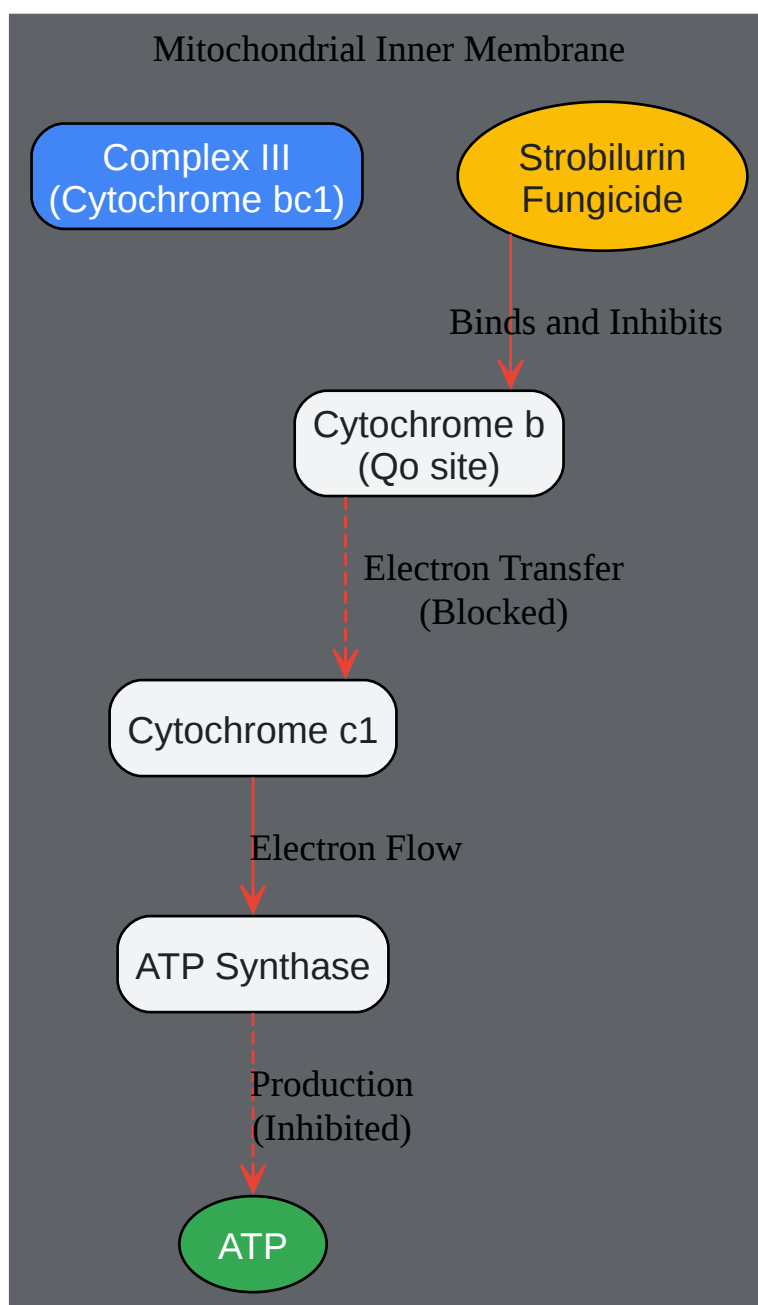 Mitochondrial Inner Membrane
Complex III
(Cytochrome bc1)
Strobilurin
Fungicide
Binds and Inhibits
Cytochrome b
(Qo site)
Electron Transfer
(Blocked)
Cytochrome c1
Electron Flow
ATP Synthase
Production
(Inhibited)
ATP